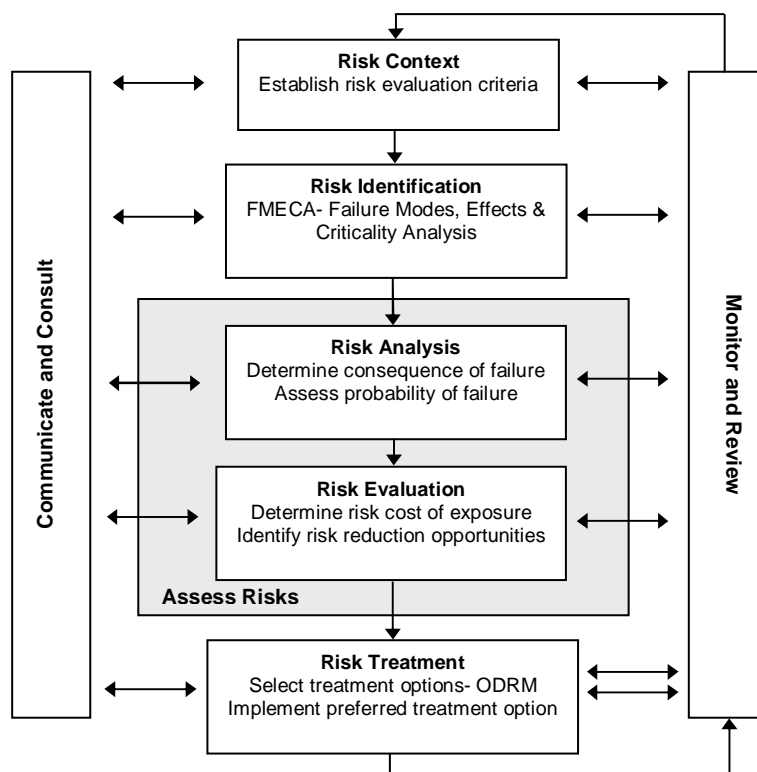 Risk Context
Establish risk evaluation criteria
Risk Identification
FMECA- Failure Modes, Effects &
Criticality Analysis
Communicate and Consult
Monitor and Review
Risk Analysis
Determine consequence of failure
Assess probability of failure
Risk Evaluation
Determine risk cost of exposure
Identify risk reduction opportunities
Assess Risks
Risk Treatment
Select treatment options- ODRM
Implement preferred treatment option